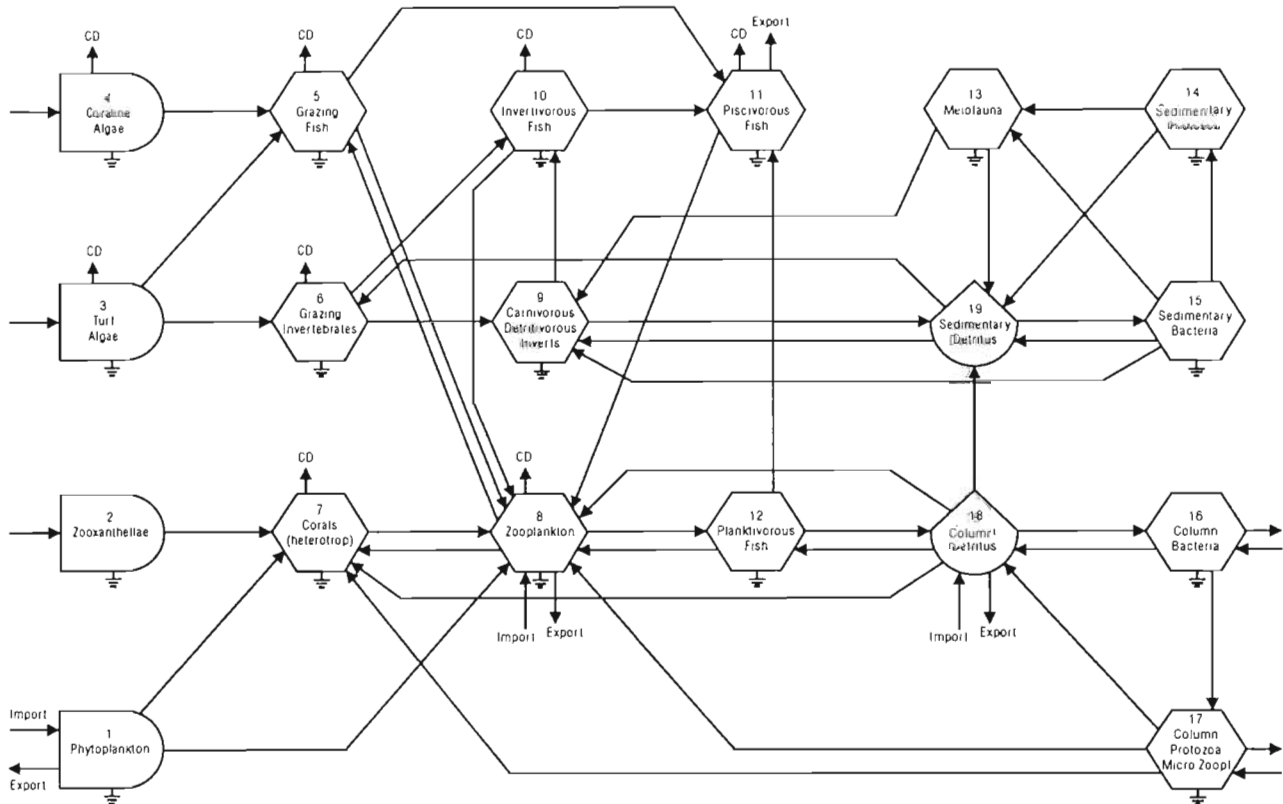 Export
CD
CD
CD
CD
4
Coraline
Algae
5
Grazing
Fish
10
Invertivorous
Fish
11
Piscivorous
Fish
13
Meiofauna
14
Sedimentary
CD
CD
3
Turf
Algae
6
Grazing
Invertebrates
9
Carnivorous
Detritivorous
Inverts
19
Sedimentary
Detritus
15
Sedimentary
Bacteria
CD
CD
2
Zooxanthellae
7
Corals
(heterotrop)
8
Zooplankton
12
Planktivorous
Fish
18
Column
Detritus
16
Column
Bacteria
Import
Export
Import
Export
Import
1
Phytoplankton
Export
17
Column
Protozoa
Micro Zoopl